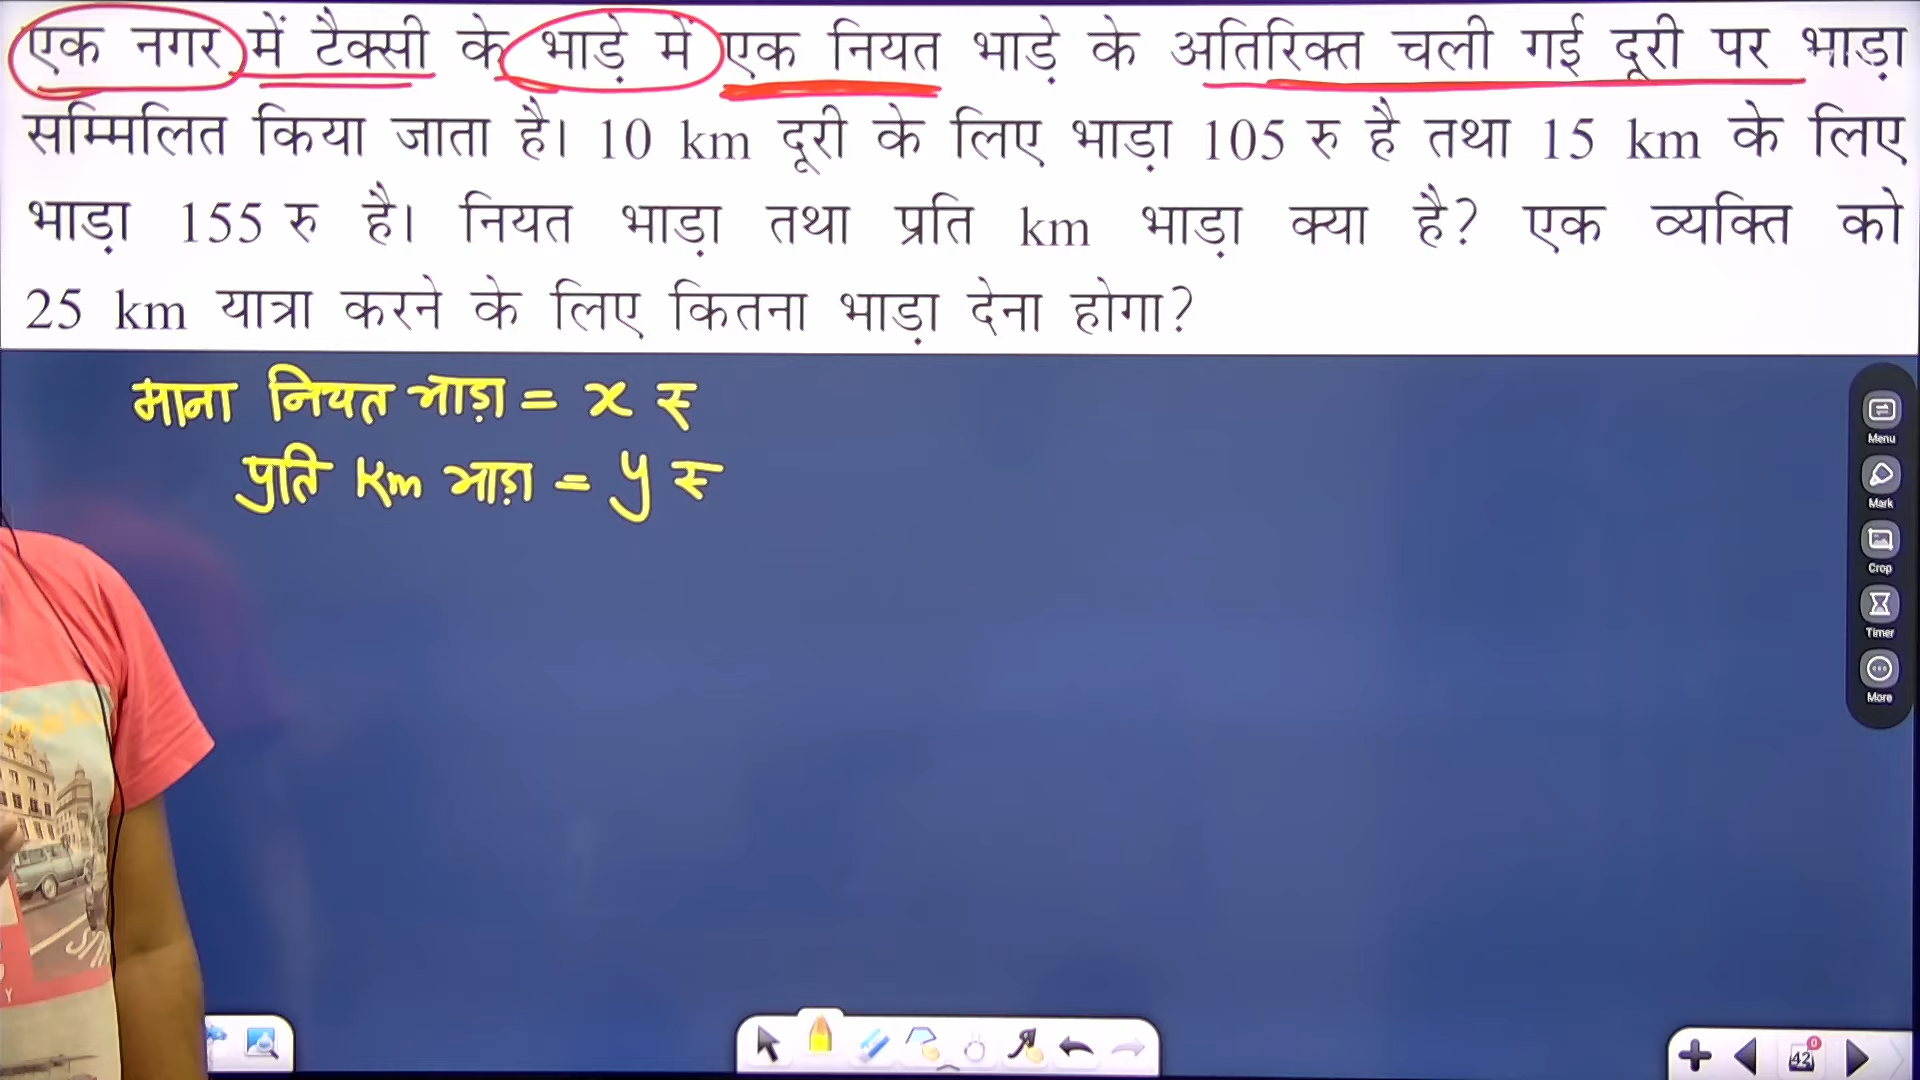 एक नगर में टैक्सी के भाड़े में एक नियत भाड़े के अतिरिक्त चली गई दूरी पर भाड़ा
सम्मिलित किया जाता है। 10 km दूरी के लिए भाड़ा 105 रु है तथा 15 km के लिए
भाड़ा 155 रु है। नियत भाड़ा तथा प्रति km भाड़ा क्या है? एक व्यक्ति को
25 km यात्रा करने के लिए कितना भाड़ा देना होगा?
माना नियत भाड़ा = x रु
प्रति Km भाड़ा = y रु
Menu
Mark
Crop
Timer
More
42
0